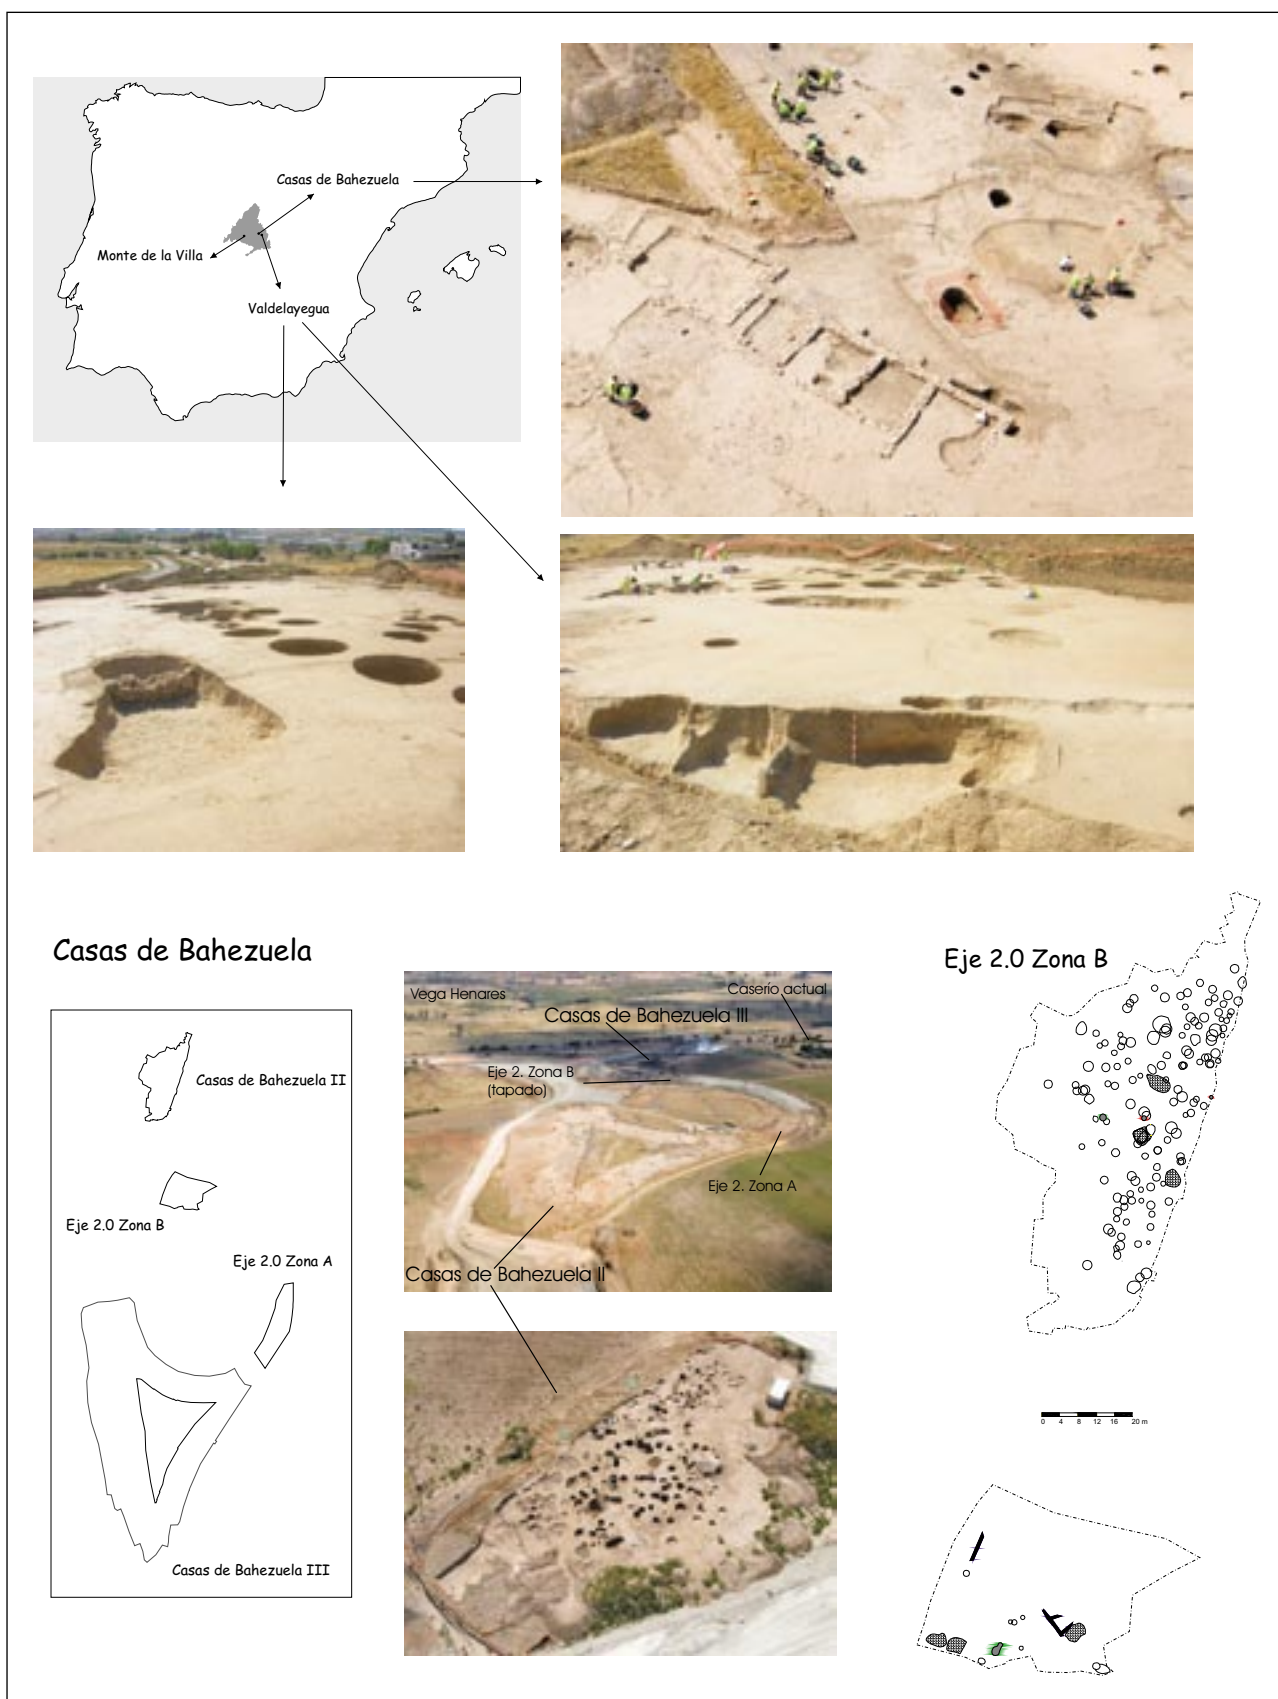 Casas de Bahezuela
Monte de la Villa
Valdelayegua
Casas de Bahezuela
Casas de Bahezuela II
Eje 2.0 Zona B
Eje 2.0 Zona A
Casas de Bahezuela III
Vega Henares
Caserío actual
Casas de Bahezuela III
Eje 2. Zona B
(tapado)
Eje 2. Zona A
Casas de Bahezuela II
Eje 2.0 Zona B
0 4 8 12 16 20 m